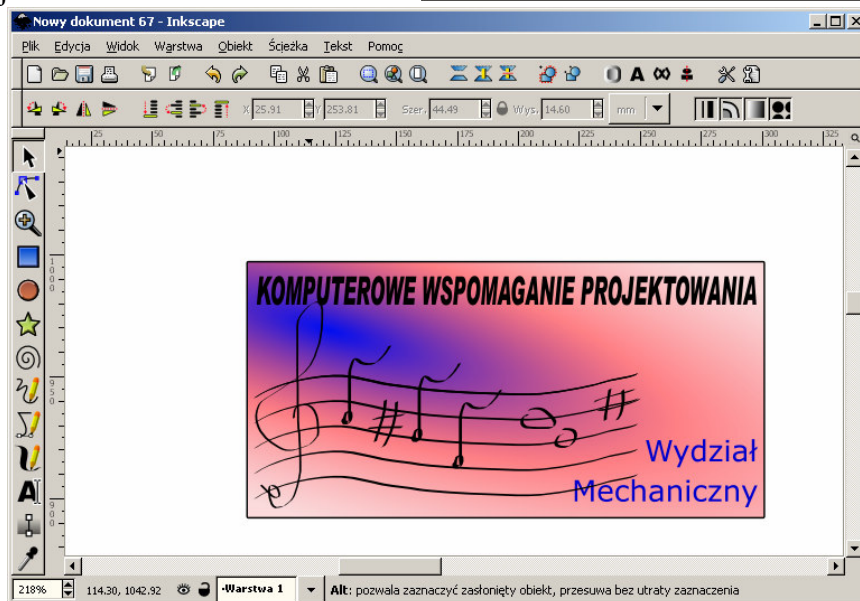 Nowy dokument 67 - Inkscape
Plik Edycja Widok Warstwa Obiekt Ścieżka Tekst Pomoc
X 25.91 Y 253.81 Szer. 44.49 Wys. 14.60 mm
25 50 75 100 125 150 175 200 225 250 275 300 325
1000
KOMPUTEROWE WSPOMAGANIE PROJEKTOWANIA
950
Wydział
Mechaniczny
900
218% 114.30, 1042.92 ·Warstwa 1 Alt: pozwala zaznaczyć zasłonięty obiekt, przesuwa bez utraty zaznaczenia